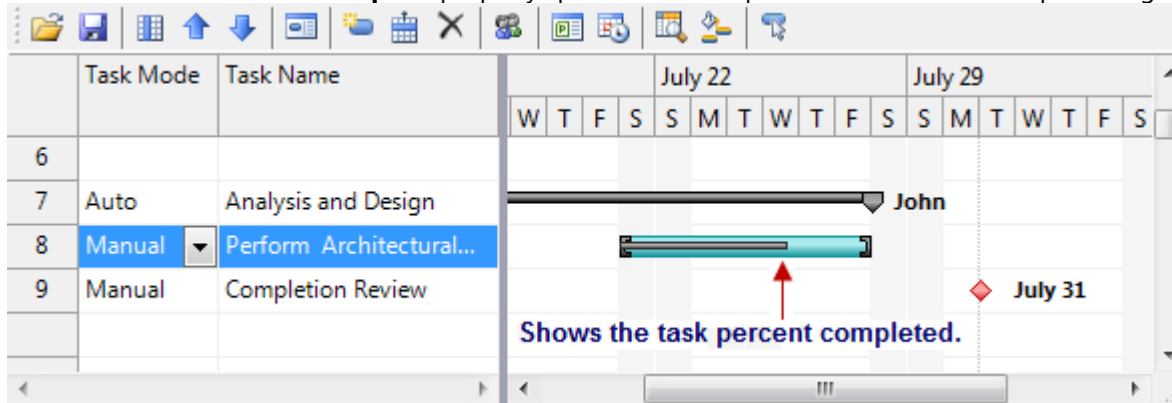 Task Mode Task Name July 22 July 29
W T F S S M T W T F S S M T W T F S
6
7 Auto Analysis and Design John
8 Manual Perform Architectural...
9 Manual Completion Review July 31
Shows the task percent completed.